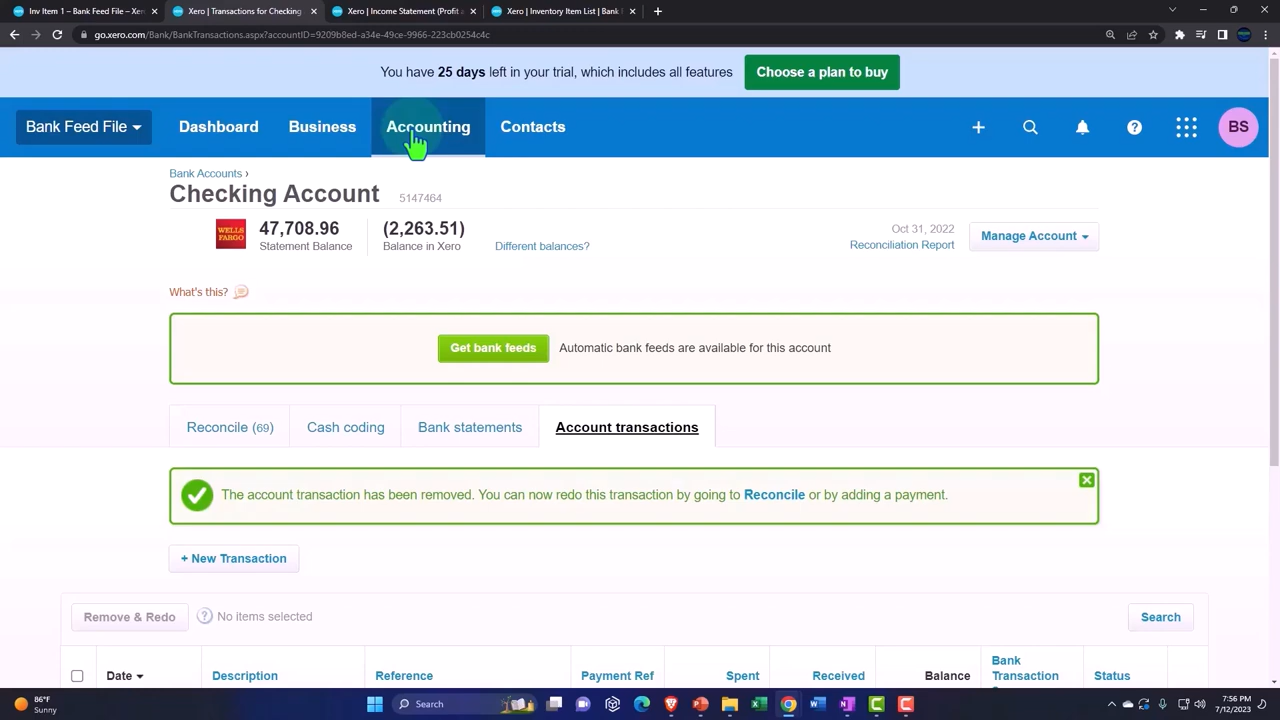 Inv Item 1 – Bank Feed File – Xe
Xero Transactions for Checking
Xero | Income Statement (Profit a
Xero | Inventory Item List | Bank
go.xero.com/Bank/BankTransactions.aspx?accountID=9209b8ed-a34e-49ce-9966-223cb0254c4c
You have 25 days left in your trial, which includes all features
Choose a plan to buy
Bank Feed File
Dashboard
Business
Accounting
Contacts
BS
Bank Accounts ›
Checking Account 5147464
WELLS FARGO
47,708.96
Statement Balance
(2,263.51)
Balance in Xero
Different balances?
Oct 31, 2022
Reconciliation Report
Manage Account
What's this?
Get bank feeds
Automatic bank feeds are available for this account
Reconcile (69)
Cash coding
Bank statements
Account transactions
The account transaction has been removed. You can now redo this transaction by going to Reconcile or by adding a payment.
+ New Transaction
Remove & Redo
? No items selected
Search
Date
Description
Reference
Payment Ref
Spent
Received
Balance
Bank
Transaction
Status
86°F
Sunny
Search
7:56 PM
7/12/2023